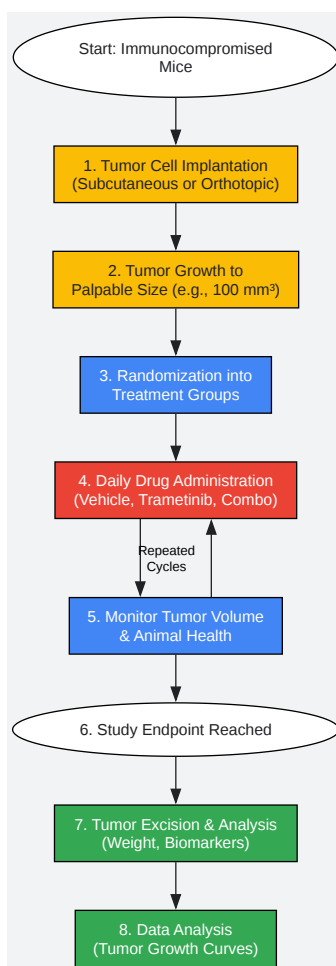 Start: Immunocompromised
Mice
1. Tumor Cell Implantation
(Subcutaneous or Orthotopic)
2. Tumor Growth to
Palpable Size (e.g., 100 mm³)
3. Randomization into
Treatment Groups
4. Daily Drug Administration
(Vehicle, Trametinib, Combo)
Repeated
Cycles
5. Monitor Tumor Volume
& Animal Health
6. Study Endpoint Reached
7. Tumor Excision & Analysis
(Weight, Biomarkers)
8. Data Analysis
(Tumor Growth Curves)